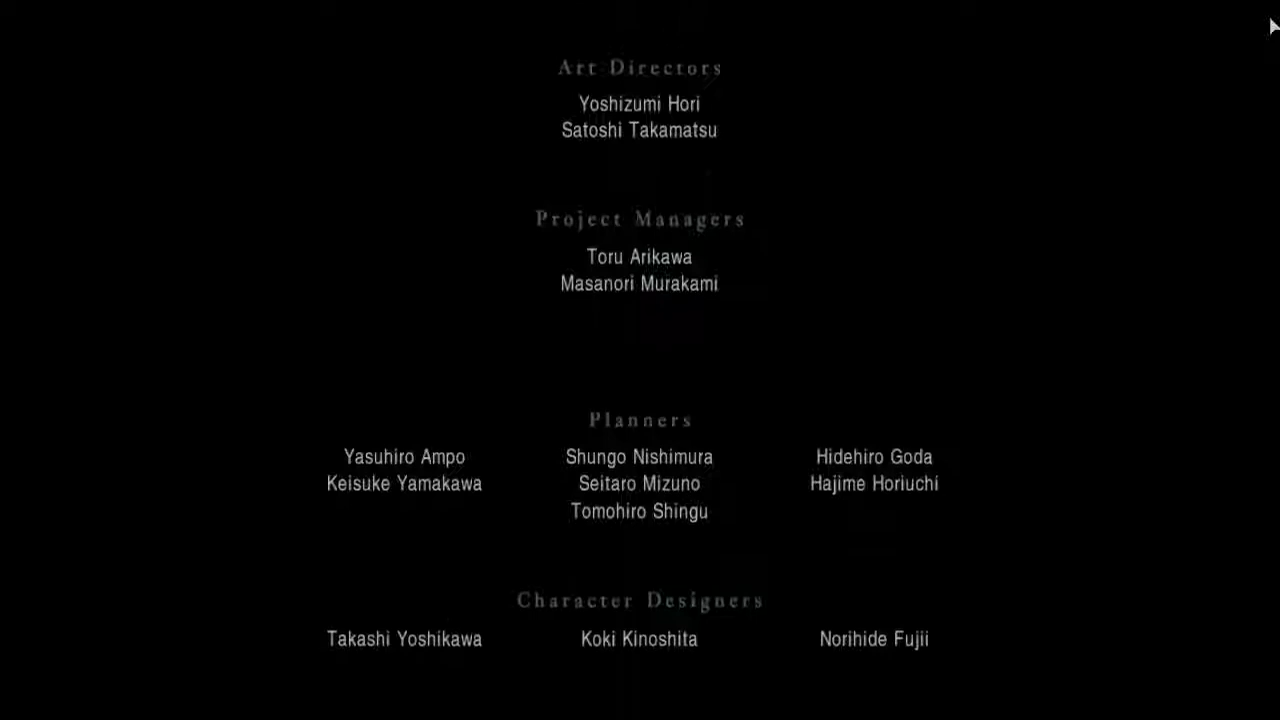 Art Directors
Yoshizumi Hori
Satoshi Takamatsu
Project Managers
Toru Arikawa
Masanori Murakami
Planners
Yasuhiro Ampo Shungo Nishimura Hidehiro Goda
Keisuke Yamakawa Seitaro Mizuno Hajime Horiuchi
Tomohiro Shingu
Character Designers
Takashi Yoshikawa Koki Kinoshita Norihide Fujii